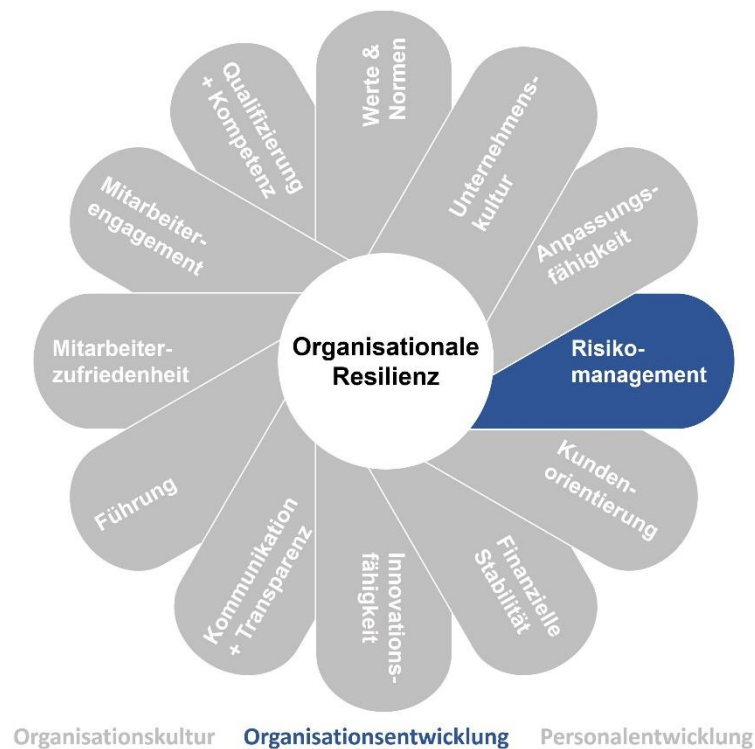 Werte &
Normen
Unternehmens-
kultur
Anpassungs-
fähigkeit
Risiko-
management
Kunden-
orientierung
Finanzielle
Stabilität
Innovations-
fähigkeit
Kommunikation
+ Transparenz
Führung
Mitarbeiter-
zufriedenheit
Mitarbeiter-
engagement
Qualifizierung
+ Kompetenz
Organisationale
Resilienz
Organisationskultur Organisationsentwicklung Personalentwicklung